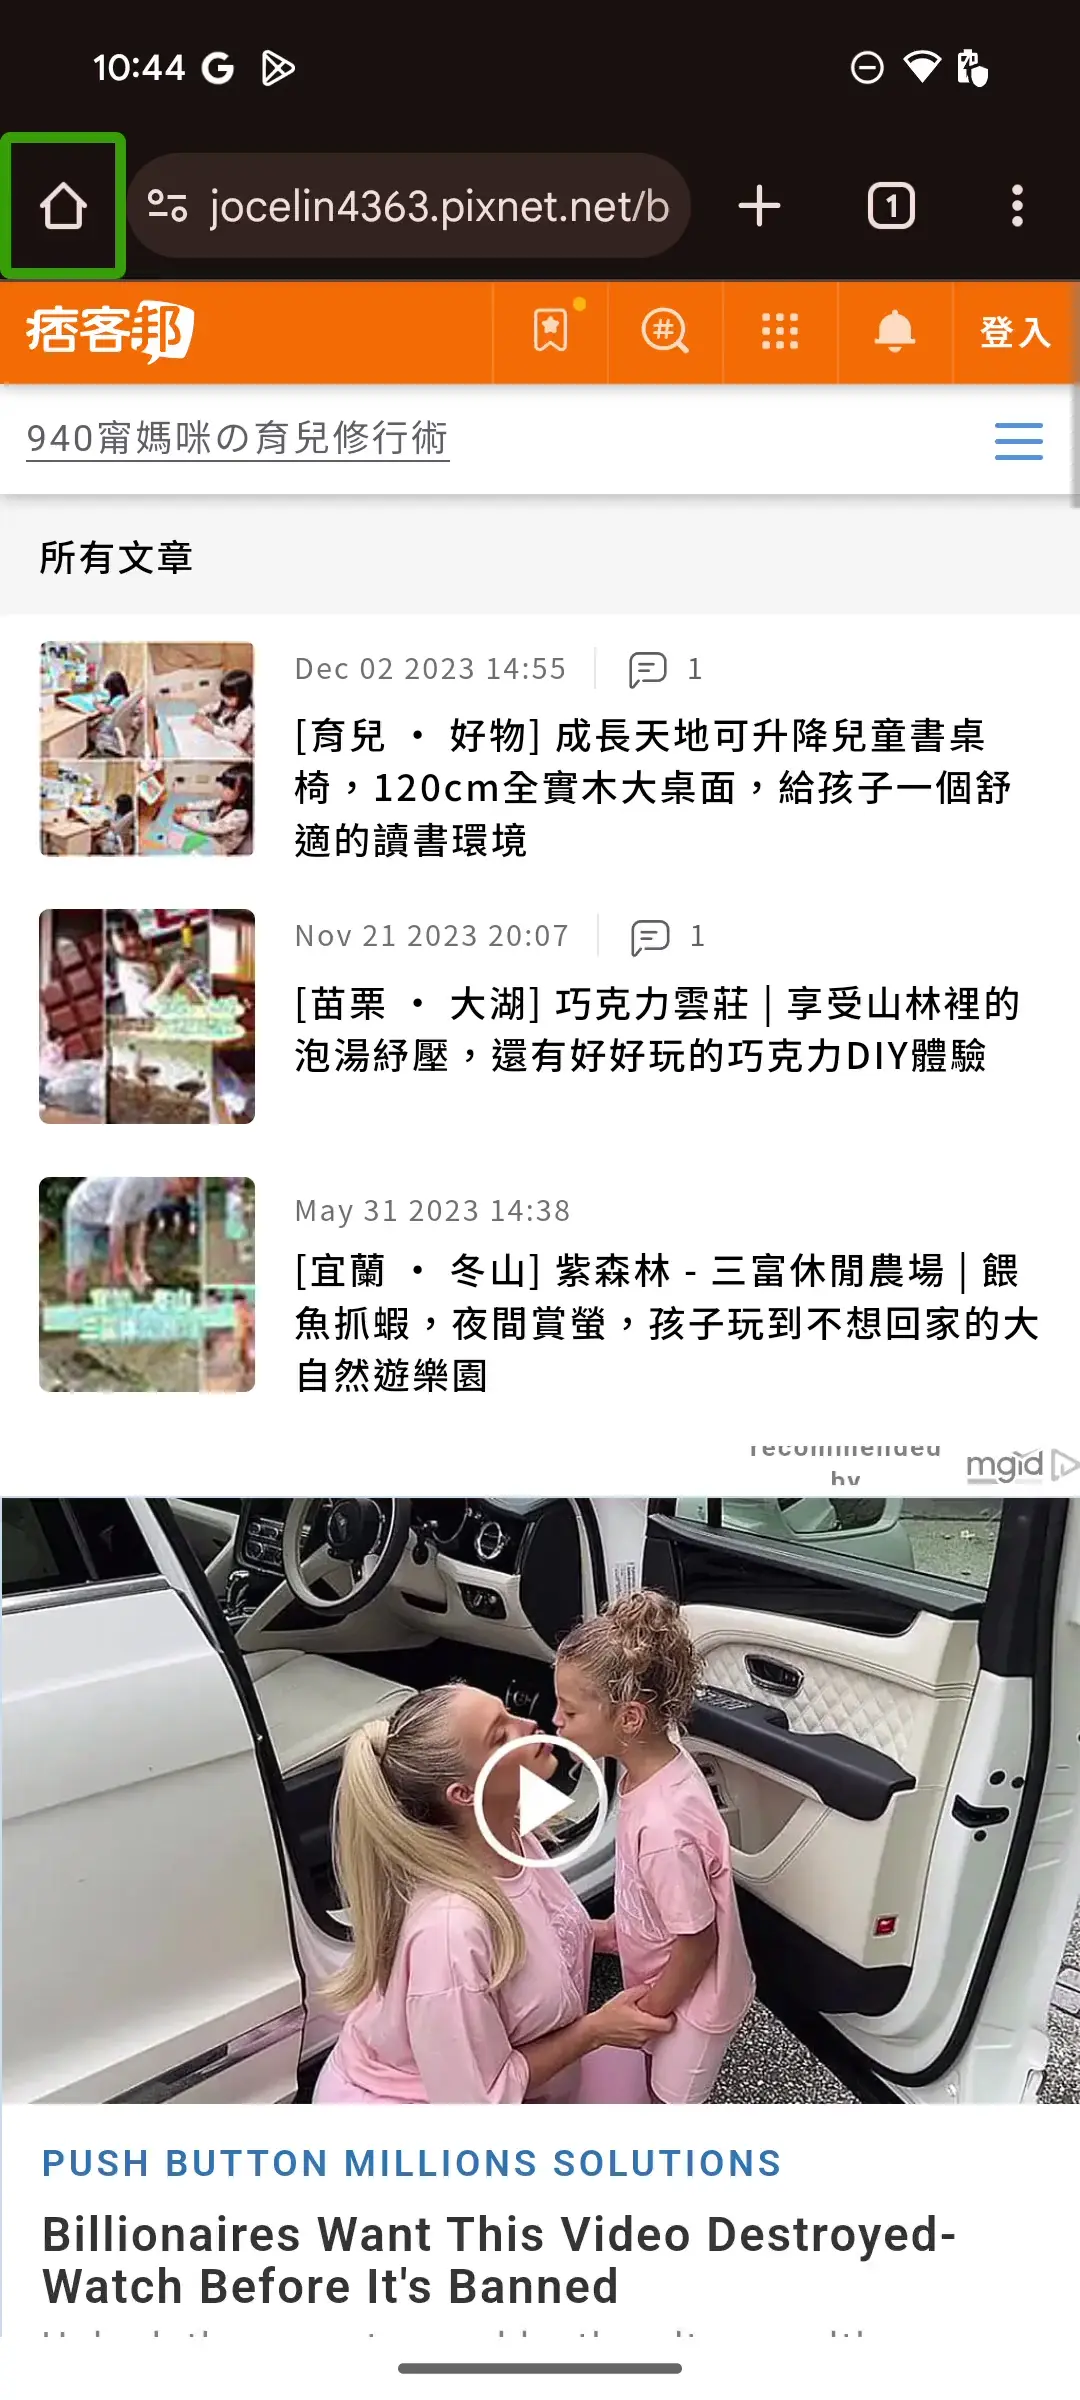 10:44
jocelin4363.pixnet.net/b
1
痞客邦
登入
940甯媽咪の育兒修行術
所有文章
Dec 02 2023 14:55
1
[育兒 • 好物] 成長天地可升降兒童書桌
椅，120cm全實木大桌面，給孩子一個舒
適的讀書環境
Nov 21 2023 20:07
1
[苗栗 • 大湖] 巧克力雲莊 | 享受山林裡的
泡湯紓壓，還有好好玩的巧克力DIY體驗
May 31 2023 14:38
[宜蘭 • 冬山] 紫森林 - 三富休閒農場 | 餵
魚抓蝦，夜間賞螢，孩子玩到不想回家的大
自然遊樂園
recommended
by
mgid
PUSH BUTTON MILLIONS SOLUTIONS
Billionaires Want This Video Destroyed-
Watch Before It's Banned